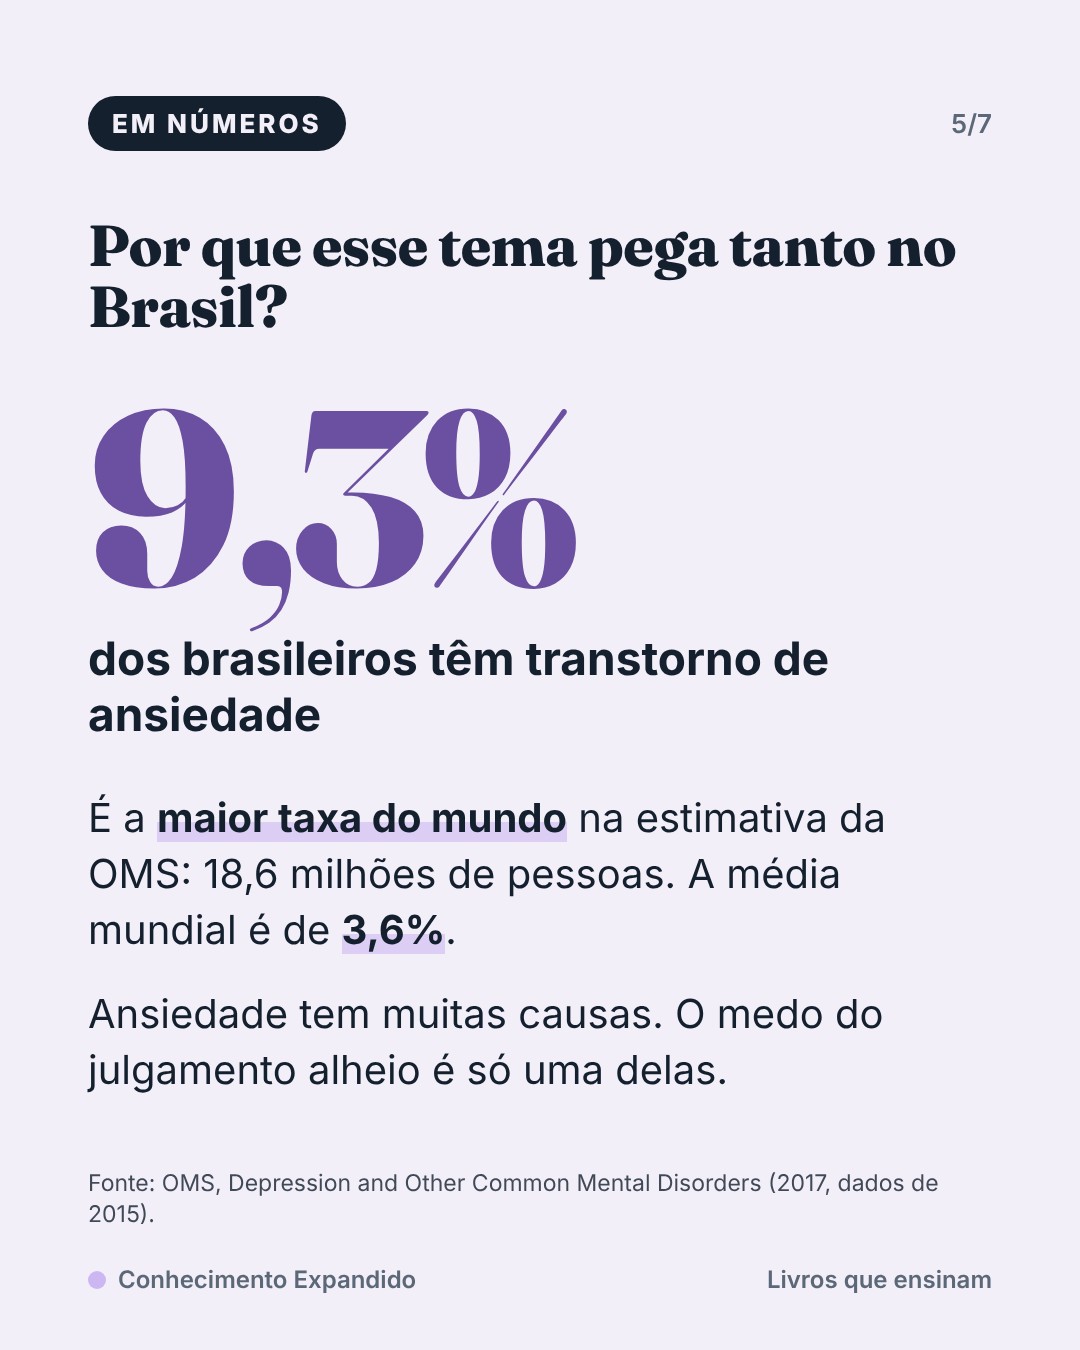 EM NÚMEROS
5/7
Por que esse tema pega tanto no
Brasil?
9,3%
dos brasileiros têm transtorno de
ansiedade
É a maior taxa do mundo na estimativa da
OMS: 18,6 milhões de pessoas. A média
mundial é de 3,6%.
Ansiedade tem muitas causas. O medo do
julgamento alheio é só uma delas.
Fonte: OMS, Depression and Other Common Mental Disorders (2017, dados de
2015).
Conhecimento Expandido
Livros que ensinam